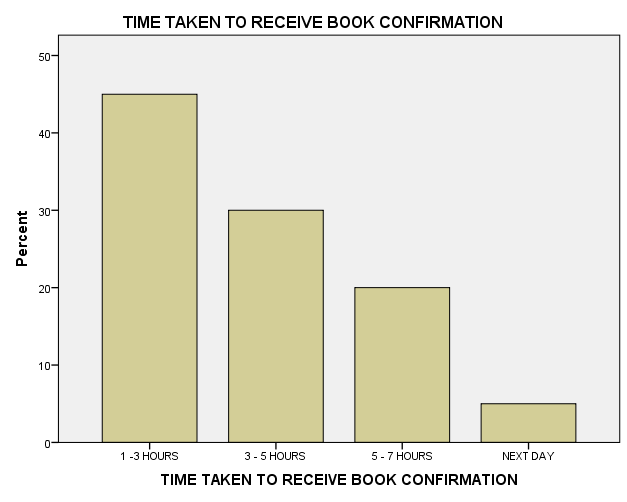 TIME TAKEN TO RECEIVE BOOK CONFIRMATION
50
40
30
20
10
0
Percent
1 -3 HOURS
3 - 5 HOURS
5 - 7 HOURS
NEXT DAY
TIME TAKEN TO RECEIVE BOOK CONFIRMATION